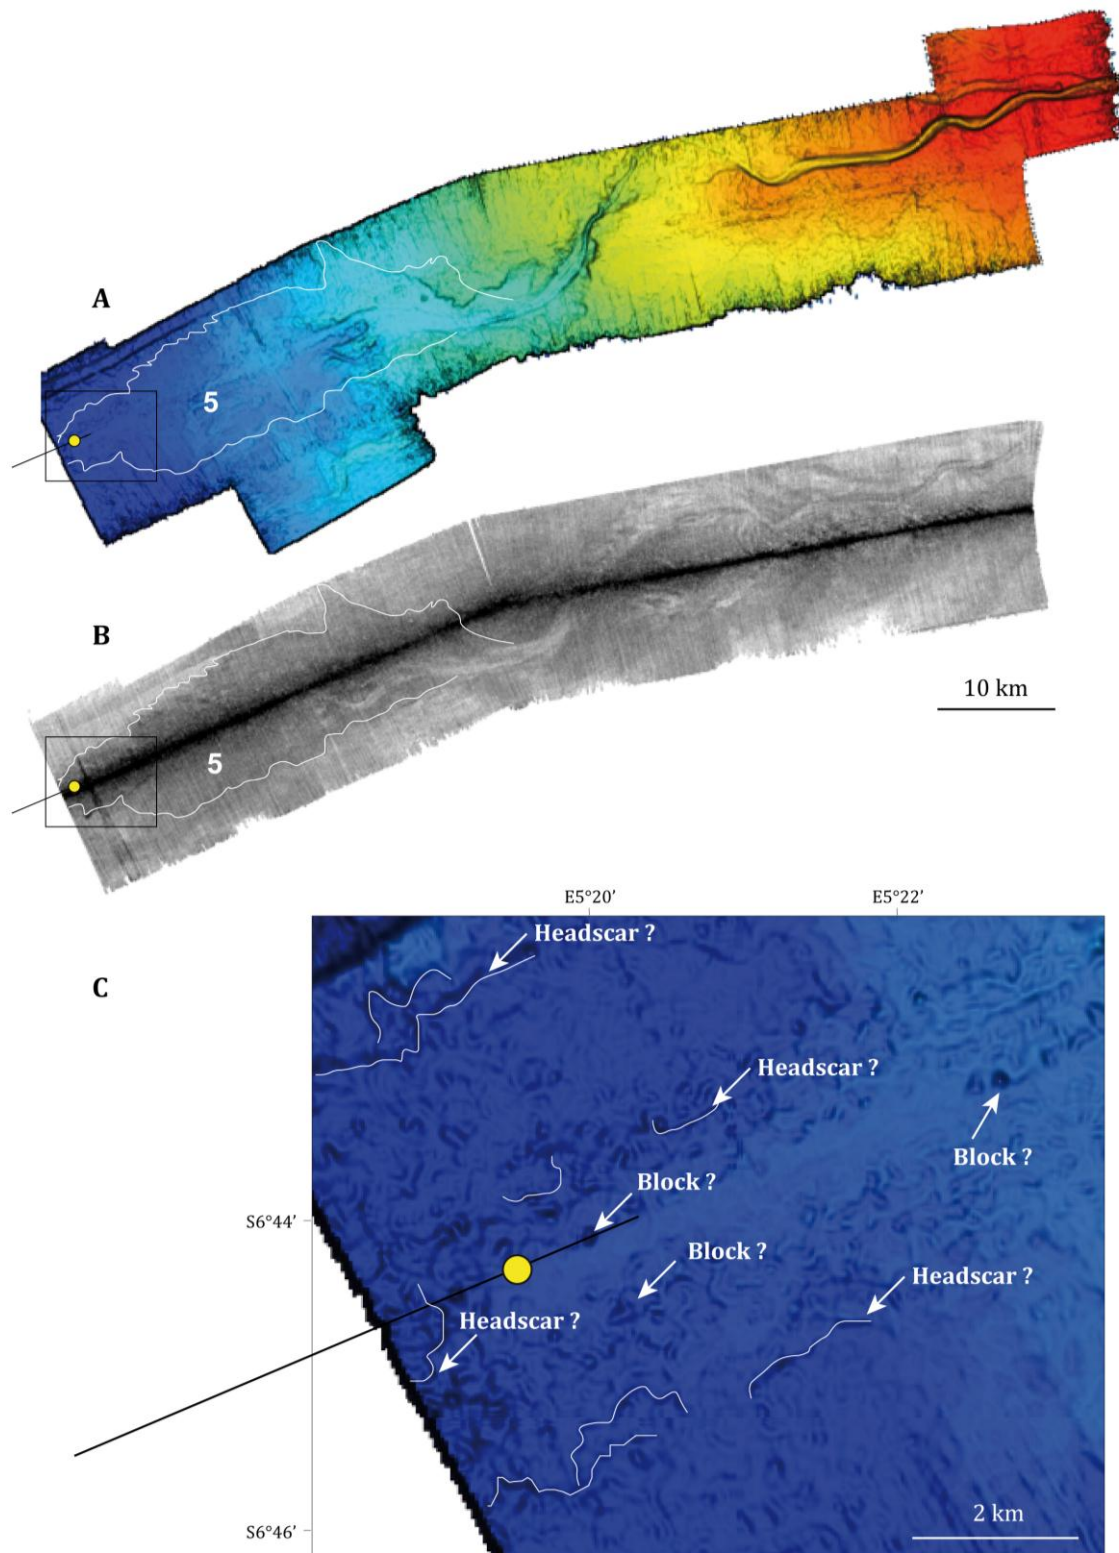 A
5
B
10 km
5
E5°20’
E5°22’
C
Headscar ?
Headscar ?
Block ?
Block ?
S6°44’
Block ?
Headscar ?
Headscar ?
2 km
S6°46’